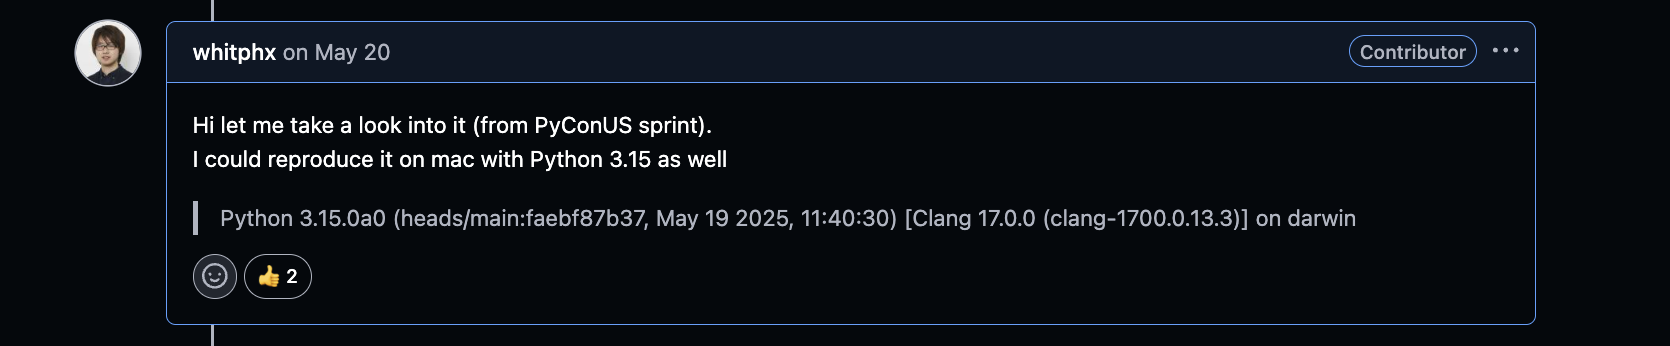 whitphx on May 20
Contributor
Hi let me take a look into it (from PyConUS sprint).
I could reproduce it on mac with Python 3.15 as well
Python 3.15.0a0 (heads/main:faebf87b37, May 19 2025, 11:40:30) [Clang 17.0.0 (clang-1700.0.13.3)] on darwin
👍 2